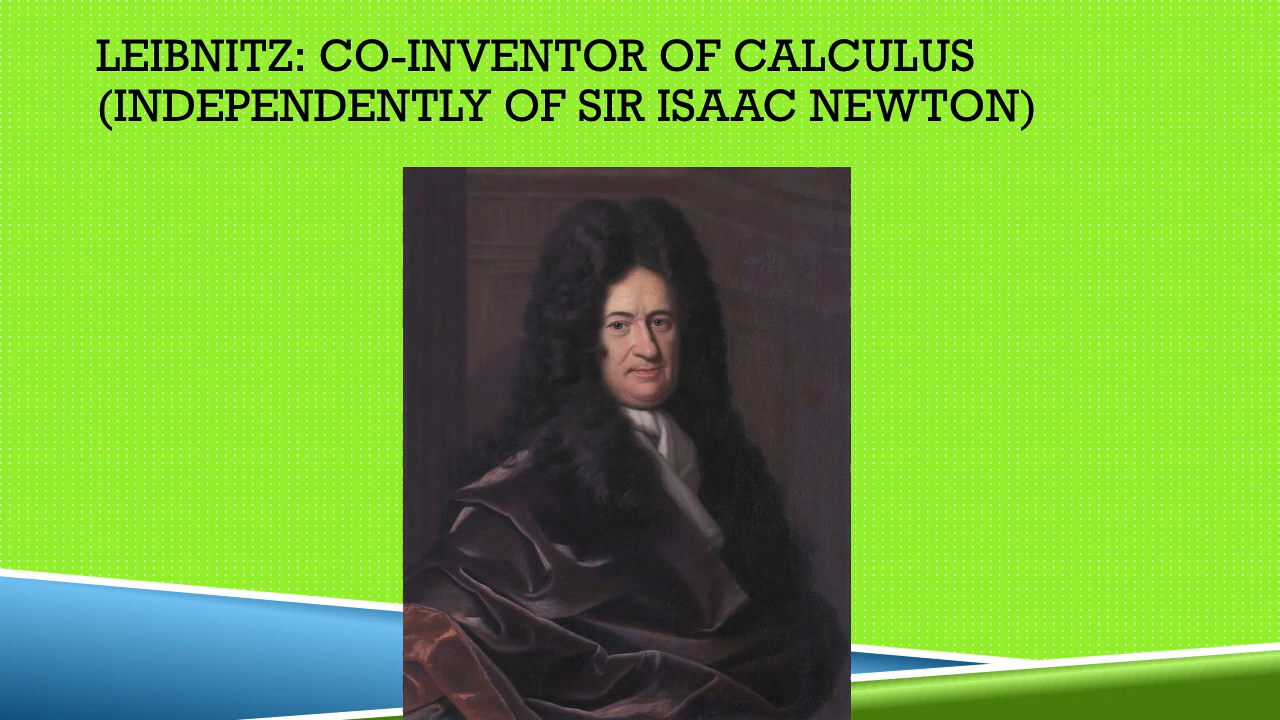 LEIBNITZ: CO-INVENTOR OF CALCULUS
(INDEPENDENTLY OF SIR ISAAC NEWTON)